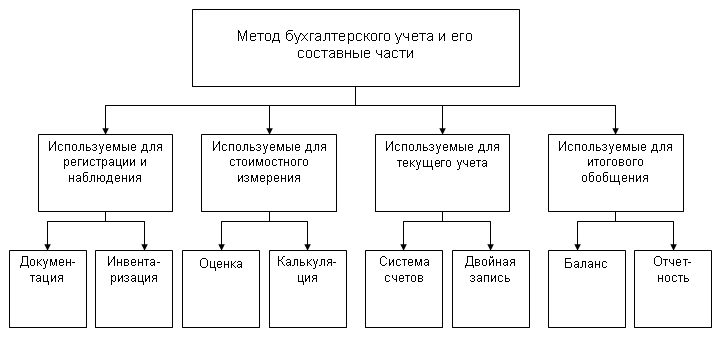 Метод бухгалтерского учета и его
составные части
Используемые для
регистрации и
наблюдения
Используемые для
стоимостного
измерения
Используемые для
текущего учета
Используемые для
итогового
обобщения
Докумен-
тация
Инвента-
ризация
Оценка
Калькуля-
ция
Система
счетов
Двойная
запись
Баланс
Отчет-
ность